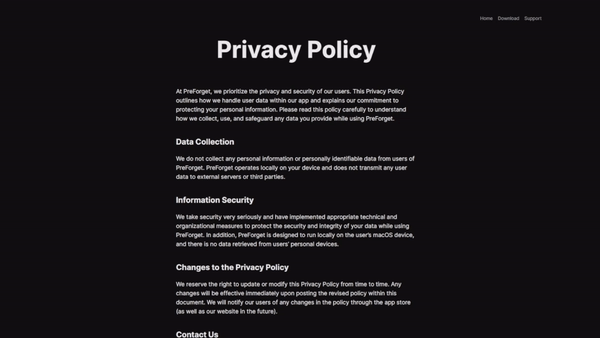 Home Download Support
Privacy Policy
At PreForget, we prioritize the privacy and security of our users. This Privacy Policy
outlines how we handle user data within our app and explains our commitment to
protecting your personal information. Please read this policy carefully to understand
how we collect, use, and safeguard any data you provide while using PreForget.
Data Collection
We do not collect any personal information or personally identifiable data from users of
PreForget. PreForget operates locally on your device and does not transmit any user
data to external servers or third parties.
Information Security
We take security very seriously and have implemented appropriate technical and
organizational measures to protect the security and integrity of your data while using
PreForget. In addition, PreForget is designed to run locally on the user's macOS device,
and there is no data retrieved from users' personal devices.
Changes to the Privacy Policy
We reserve the right to update or modify this Privacy Policy from time to time. Any
changes will be effective immediately upon posting the revised policy within this
document. We will notify our users of any changes in the policy through the app store
(as well as our website in the future).
Contact Us